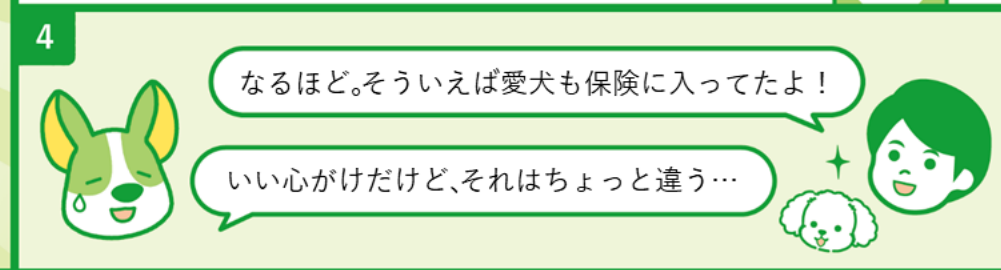 4
なるほど。そういえば愛犬も保険に入ってたよ！
いい心がけだけど、それはちょっと違う…